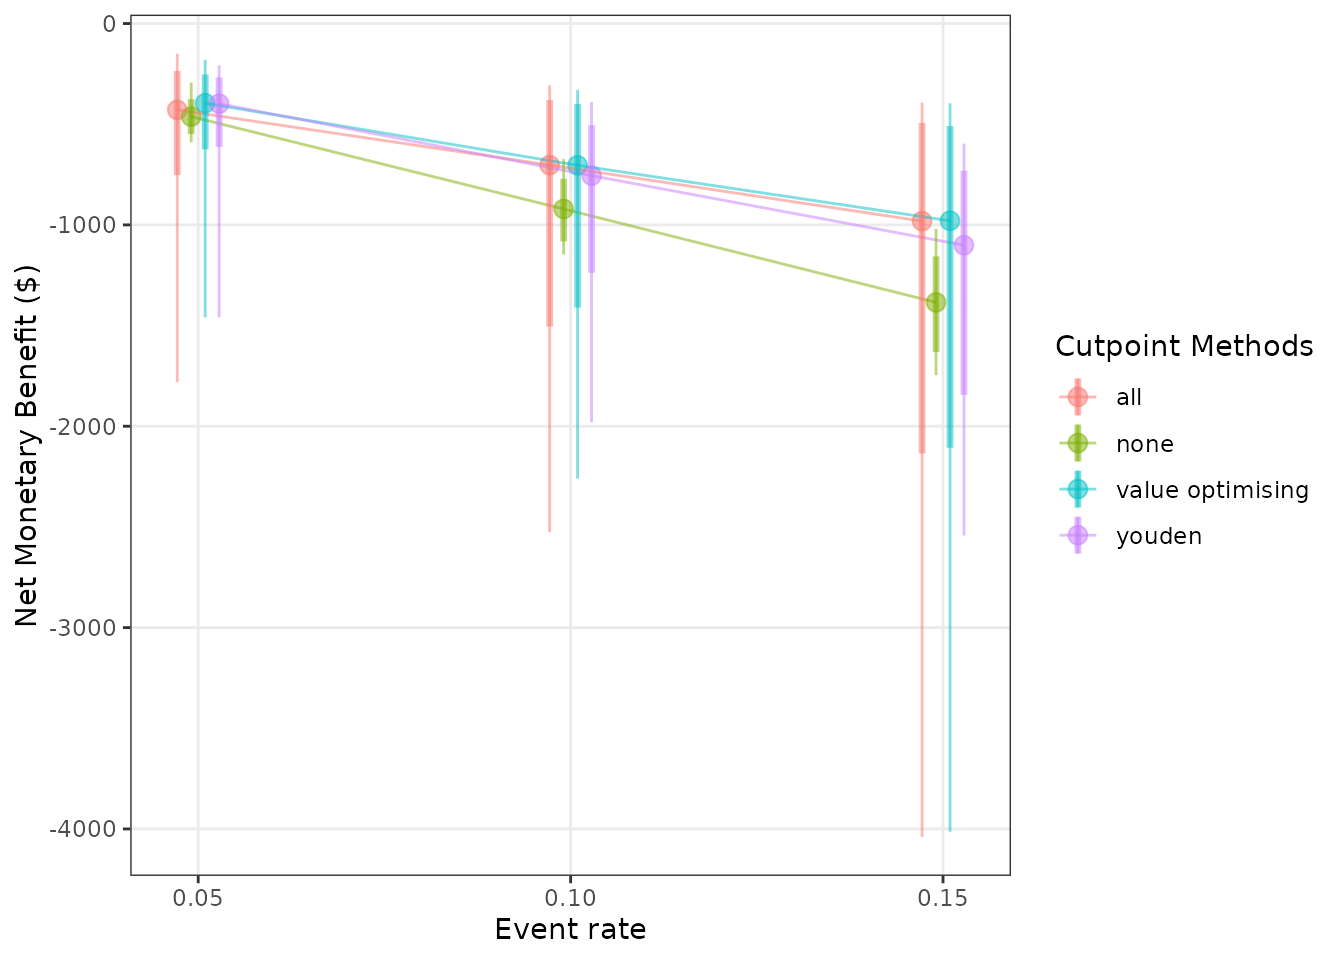 0
-1000
-2000
-3000
-4000
Net Monetary Benefit ($)
0.05
0.10
0.15
Event rate
Cutpoint Methods
all
none
value optimising
youden